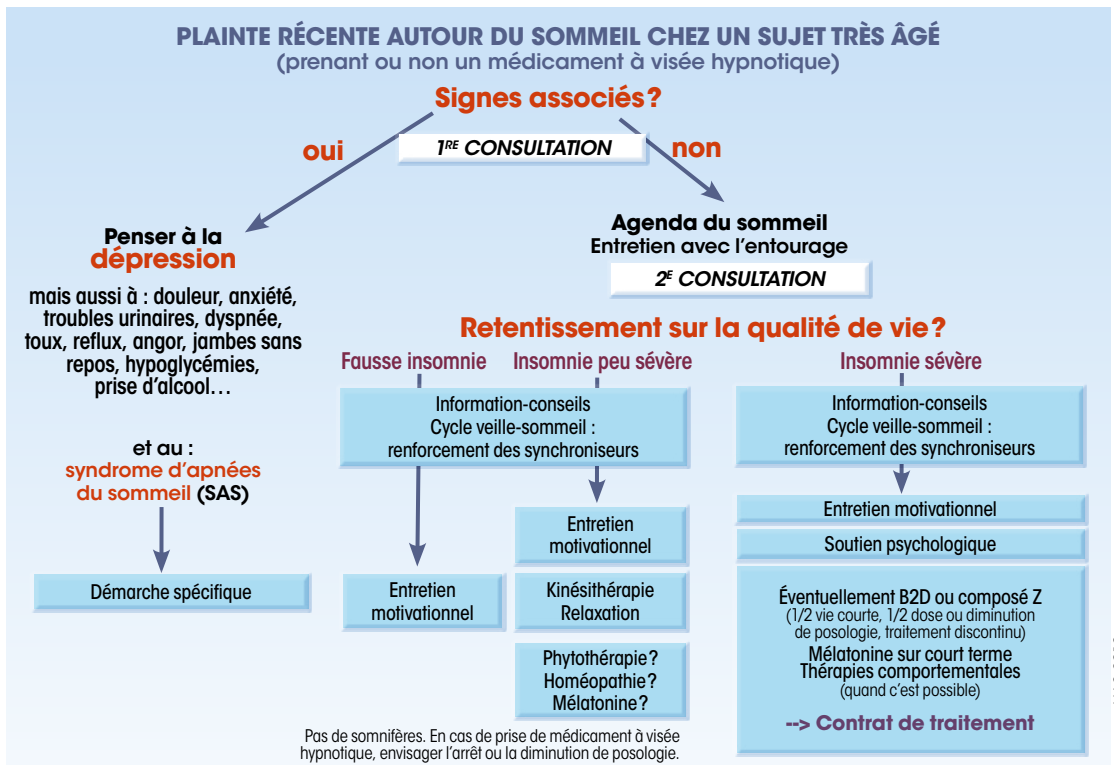 PLAINTE RÉCENTE AUTOUR DU SOMMEIL CHEZ UN SUJET TRÈS ÂGÉ
(prenant ou non un médicament à visée hypnotique)
Signes associés?
oui
1RE CONSULTATION
non
Penser à la
dépression
mais aussi à : douleur, anxiété,
troubles urinaires, dyspnée,
toux, reflux, angor, jambes sans
repos, hypoglycémies,
prise d'alcool...
et au :
syndrome d'apnées
du sommeil (SAS)
Démarche spécifique
Agenda du sommeil
Entretien avec l'entourage
2E CONSULTATION
Retentissement sur la qualité de vie?
Fausse insomnie
Insomnie peu sévère
Insomnie sévère
Information-conseils
Cycle veille-sommeil :
renforcement des synchroniseurs
Entretien
motivationnel
Entretien
motivationnel
Kinésithérapie
Relaxation
Phytothérapie?
Homéopathie?
Mélatonine?
Pas de somnifères. En cas de prise de médicament à visée
hypnotique, envisager l'arrêt ou la diminution de posologie.
Information-conseils
Cycle veille-sommeil :
renforcement des synchroniseurs
Entretien motivationnel
Soutien psychologique
Éventuellement B2D ou composé Z
(1/2 vie courte, 1/2 dose ou diminution
de posologie, traitement discontinu)
Mélatonine sur court terme
Thérapies comportementales
(quand c'est possible)
--> Contrat de traitement